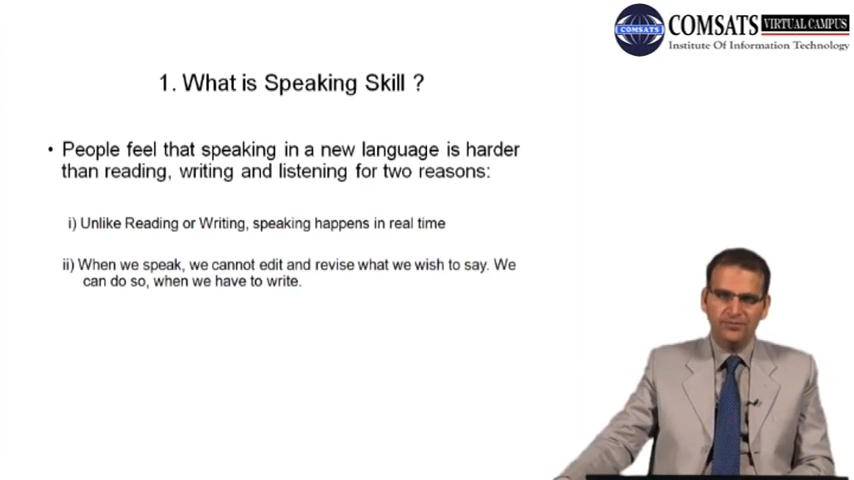 COMSATS VIRTUAL CAMPUS
COMSATS
Institute Of Information Technology
1. What is Speaking Skill ?
• People feel that speaking in a new language is harder
than reading, writing and listening for two reasons:
i) Unlike Reading or Writing, speaking happens in real time
ii) When we speak, we cannot edit and revise what we wish to say. We
can do so, when we have to write.